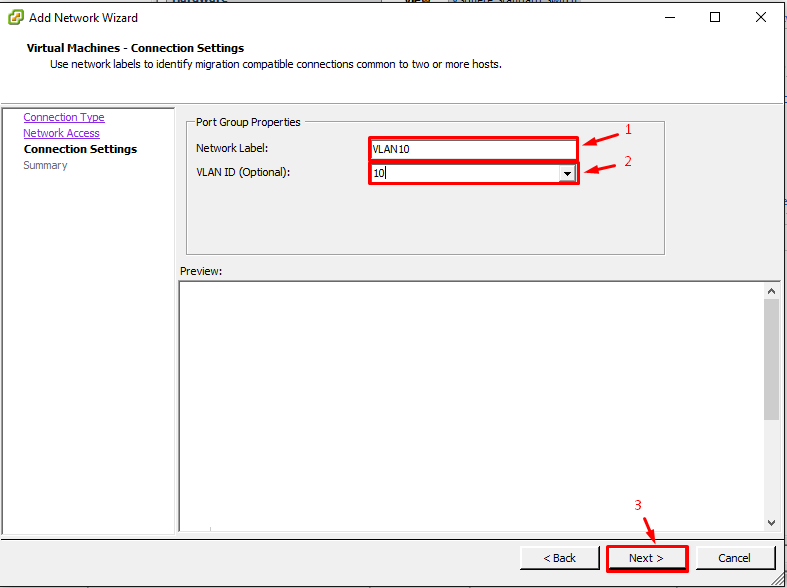 Add Network Wizard
Virtual Machines - Connection Settings
Use network labels to identify migration compatible connections common to two or more hosts.
Connection Type
Network Access
Connection Settings
Summary
Port Group Properties
Network Label:
VLAN10
1
VLAN ID (Optional):
10
2
Preview:
3
< Back
Next >
Cancel